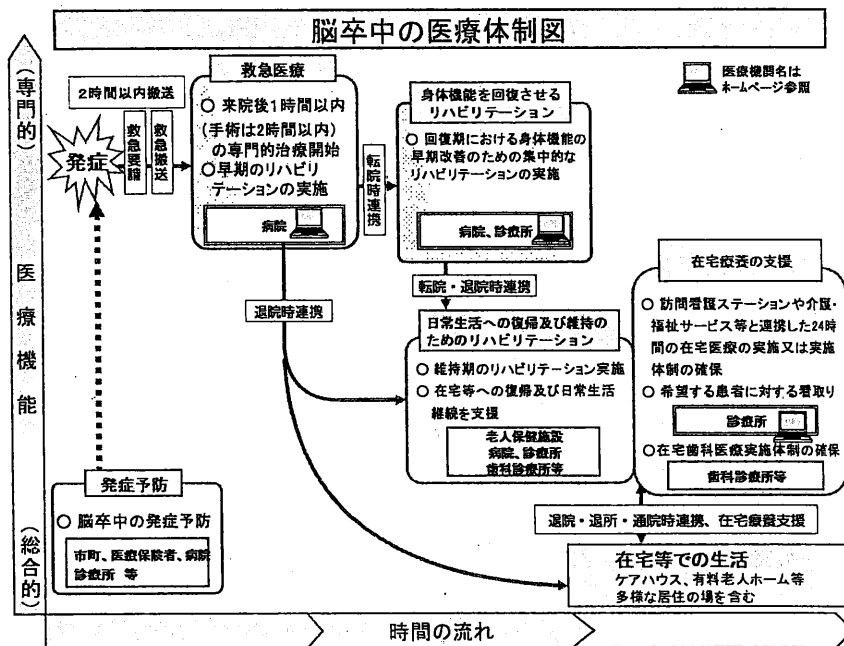 脳卒中の医療体制図
医療機関名は
ホームページ参照
(専門的)
医療機能
(総合的)
2時間以内搬送
発症
救急要請
救急搬送
救急医療
○ 来院後1時間以内
(手術は2時間以内)
の専門的治療開始
○早期のリハビリ
テーションの実施
病院
転院時連携
身体機能を回復させる
リハビリテーション
○ 回復期における身体機能の
早期改善のための集中的な
リハビリテーションの実施
病院、診療所
転院・退院時連携
退院時連携
日常生活への復帰及び維持の
ためのリハビリテーション
○ 維持期のリハビリテーション実施
○ 在宅等への復帰及び日常生活
継続を支援
老人保健施設
病院、診療所
歯科診療所等
在宅療養の支援
○ 訪問看護ステーションや介護・
福祉サービス等と連携した24時
間の在宅医療の実施又は実施
体制の確保
○ 希望する患者に対する看取り
診療所
○在宅歯科医療実施体制の確保
歯科診療所等
発症予防
○ 脳卒中の発症予防
市町、医療保険者、病院
診療所 等
退院・退所・通院時連携、在宅療養支援
在宅等での生活
ケアハウス、有料老人ホーム等
多様な居住の場を含む
時間の流れ